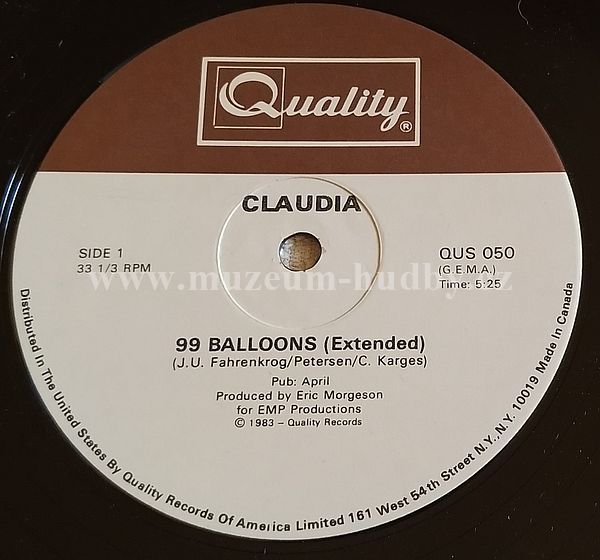 Quality®
CLAUDIA
SIDE 1
33 1/3 RPM
QUS 050
(G.E.M.A.)
Time: 5:25
www.muzeum-hudby.cz
99 BALLOONS (Extended)
(J.U. Fahrenkrog/Petersen/C. Karges)
Pub: April
Produced by Eric Morgeson
for EMP Productions
© 1983 – Quality Records
Distributed In The United States By Quality Records Of America Limited 161 West 54th Street N.Y., N.Y. 10019 Made In Canada